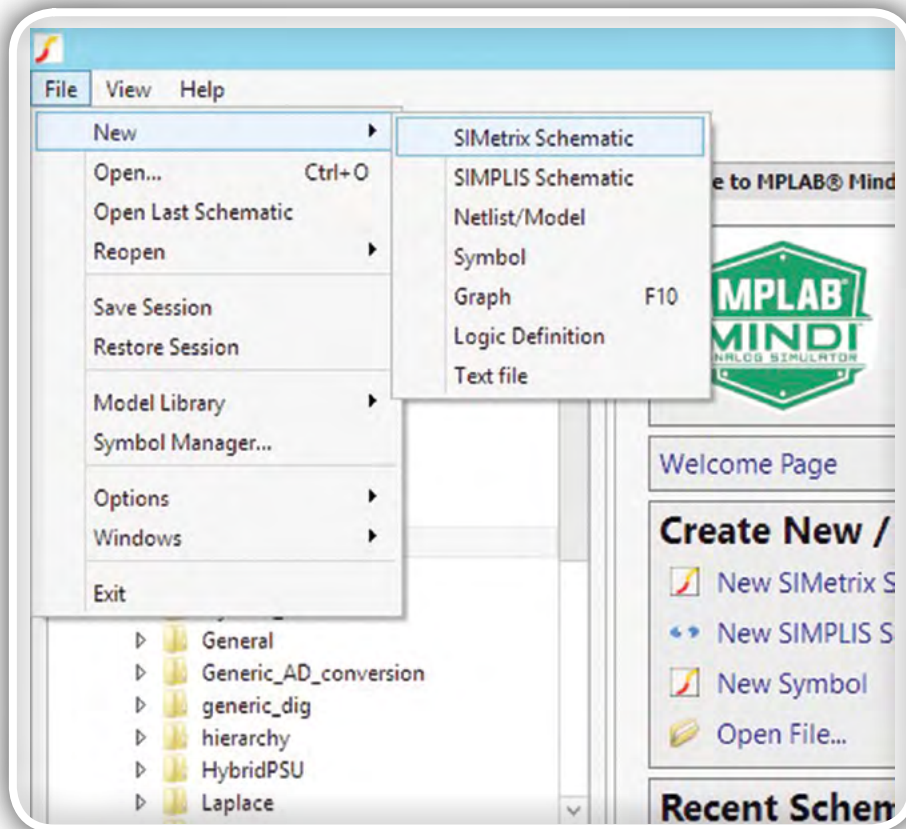 File View Help
New
Open... Ctrl+O
Open Last Schematic
Reopen
Save Session
Restore Session
Model Library
Symbol Manager...
Options
Windows
Exit
SIMetrix Schematic
SIMPLIS Schematic
Netlist/Model
Symbol
Graph F10
Logic Definition
Text file
General
Generic_AD_conversion
generic_dig
hierarchy
HybridPSU
Laplace
e to MPLAB® Mind
MPLAB
MINDI
ANALOG SIMULATOR
Welcome Page
Create New /
New SIMetrix S
New SIMPLIS S
New Symbol
Open File...
Recent Schem